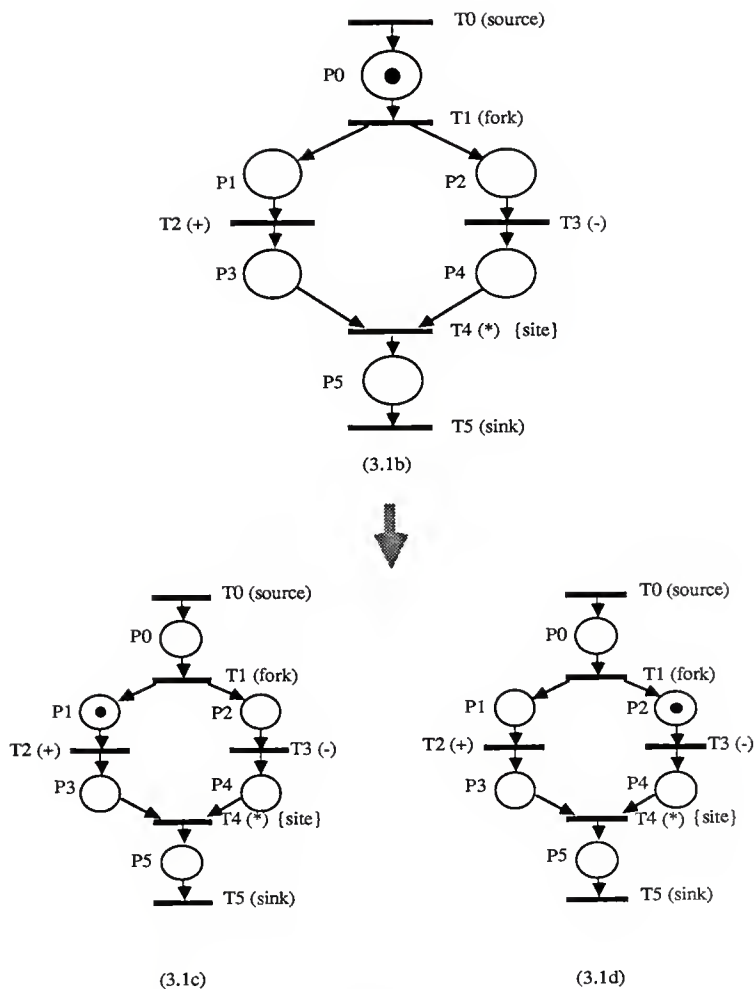 T0 (source)
P0
T1 (fork)
P1
P2
T2 (+)
T3 (-)
P3
P4
T4 (*) {site}
P5
T5 (sink)
(3.1b)
T0 (source)
P0
T1 (fork)
P1
P2
T2 (+)
T3 (-)
P3
P4
T4 (*) {site}
P5
T5 (sink)
(3.1c)
T0 (source)
P0
T1 (fork)
P1
P2
T2 (+)
T3 (-)
P3
P4
T4 (*) {site}
P5
T5 (sink)
(3.1d)